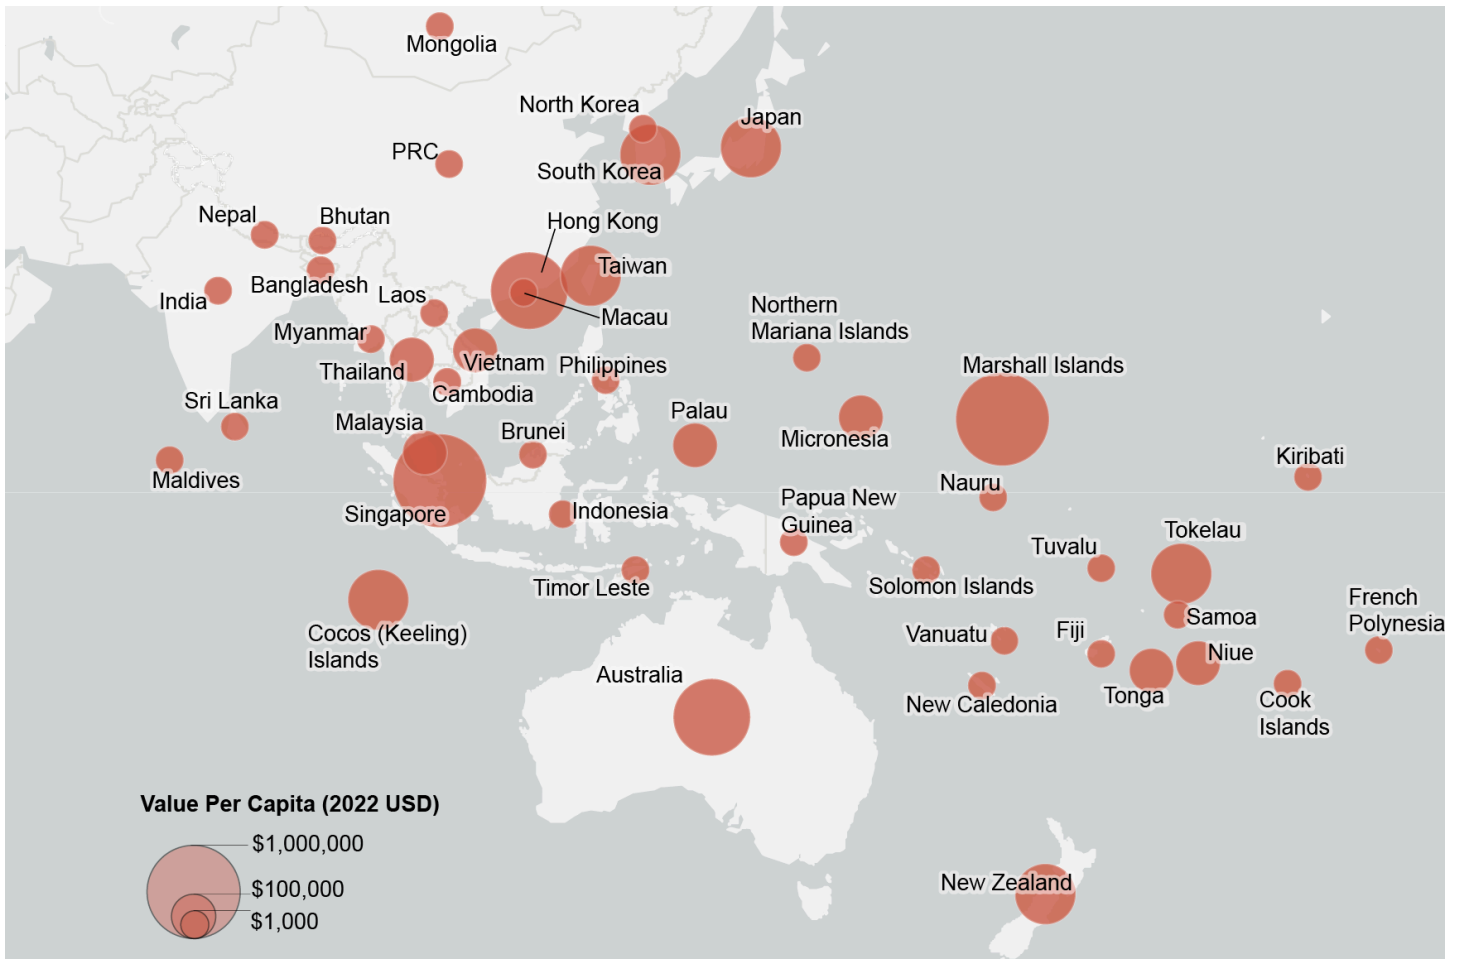 Mongolia
North Korea
Japan
PRC
South Korea
Nepal
Bhutan
Hong Kong
Taiwan
Bangladesh
India
Laos
Macau
Northern
Mariana Islands
Myanmar
Thailand
Vietnam
Philippines
Marshall Islands
Cambodia
Sri Lanka
Palau
Malaysia
Brunei
Micronesia
Kiribati
Maldives
Nauru
Papua New
Guinea
Singapore
Indonesia
Tokelau
Tuvalu
Timor Leste
Solomon Islands
French
Polynesia
Samoa
Cocos (Keeling)
Islands
Vanuatu
Fiji
Niue
Australia
Tonga
New Caledonia
Cook
Islands
Value Per Capita (2022 USD)
$1,000,000
$100,000
$1,000
New Zealand